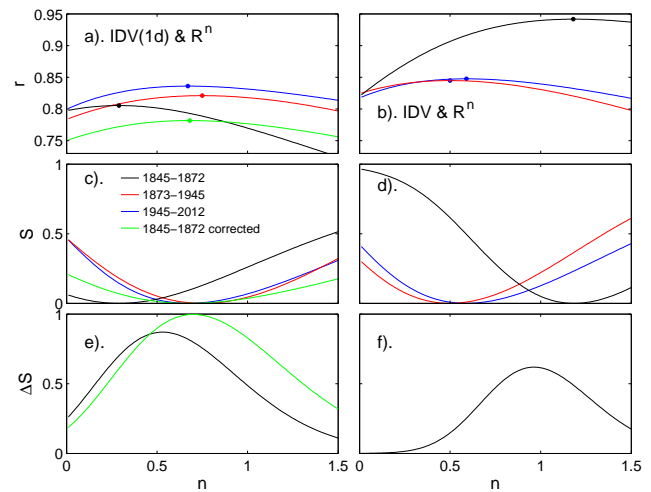 0.95
0.85
0.8
0.75
r
a). IDV(1d) & R^n
b). IDV & R^n
1
0.5
0
S
c).
1845−1872
1873−1945
1945−2012
1845−1872 corrected
d).
1
0.5
0
ΔS
e).
f).
0 0.5 1 1.5
n
0 0.5 1 1.5
n